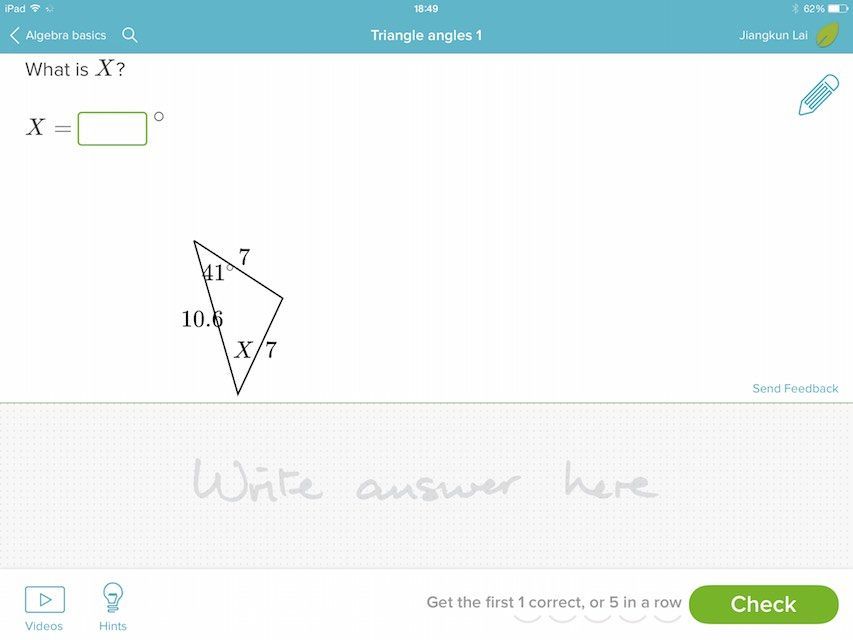 iPad 18:49 62%
Algebra basics Triangle angles 1 Jiangkun Lai
What is X?
X = °
7
41°
10.6
X 7
Send Feedback
Write answer here
Get the first 1 correct, or 5 in a row Check
Videos Hints